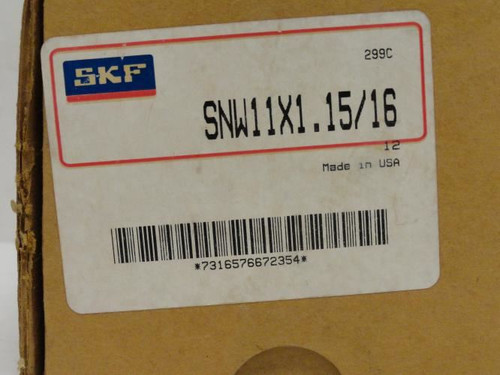 SKF
299C
SNW11X1.15/16
12
Made in USA
*7316576672354*